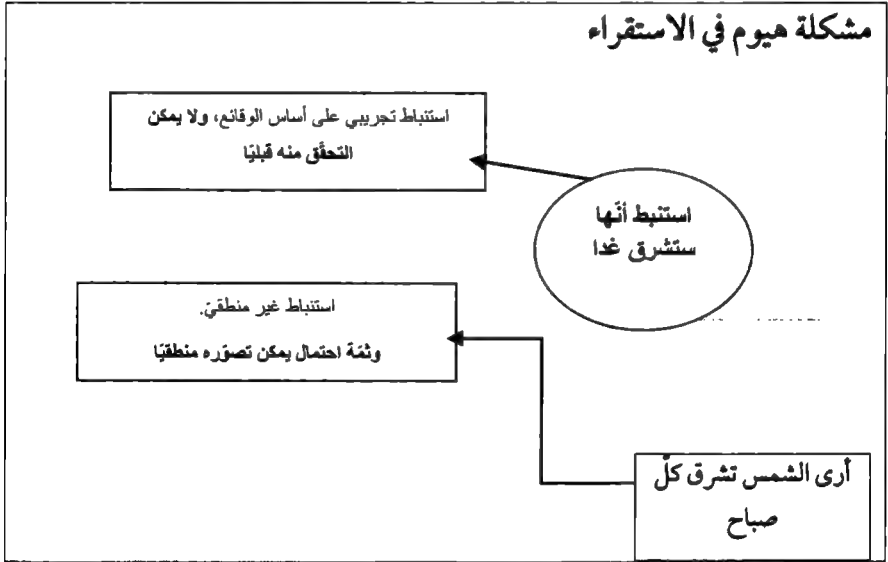 مشكلة هيوم في الاستقراء
استنباط تجريبي على أساس الوقائع، ولا يمكن
التحقّق منه قبليًا
استنبط أنّها
ستشرق غدا
استنباط غير منطقيّ.
وثمّة احتمال يمكن تصوّره منطقيًا
أرى الشمس تشرق كلّ
صباح